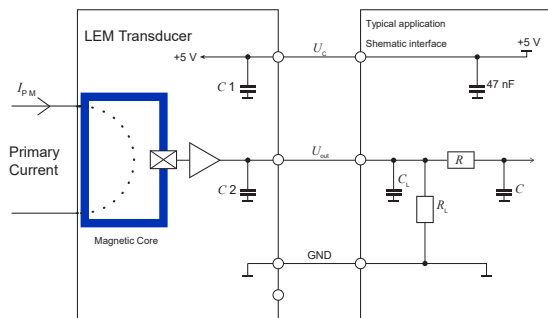 LEM Transducer
Typical application
Shematic interface
+5 V
U_C
+5 V
C 1
47 nF
I_PM
Primary
Current
U_out
R
C 2
C_L
C
R_L
Magnetic Core
GND